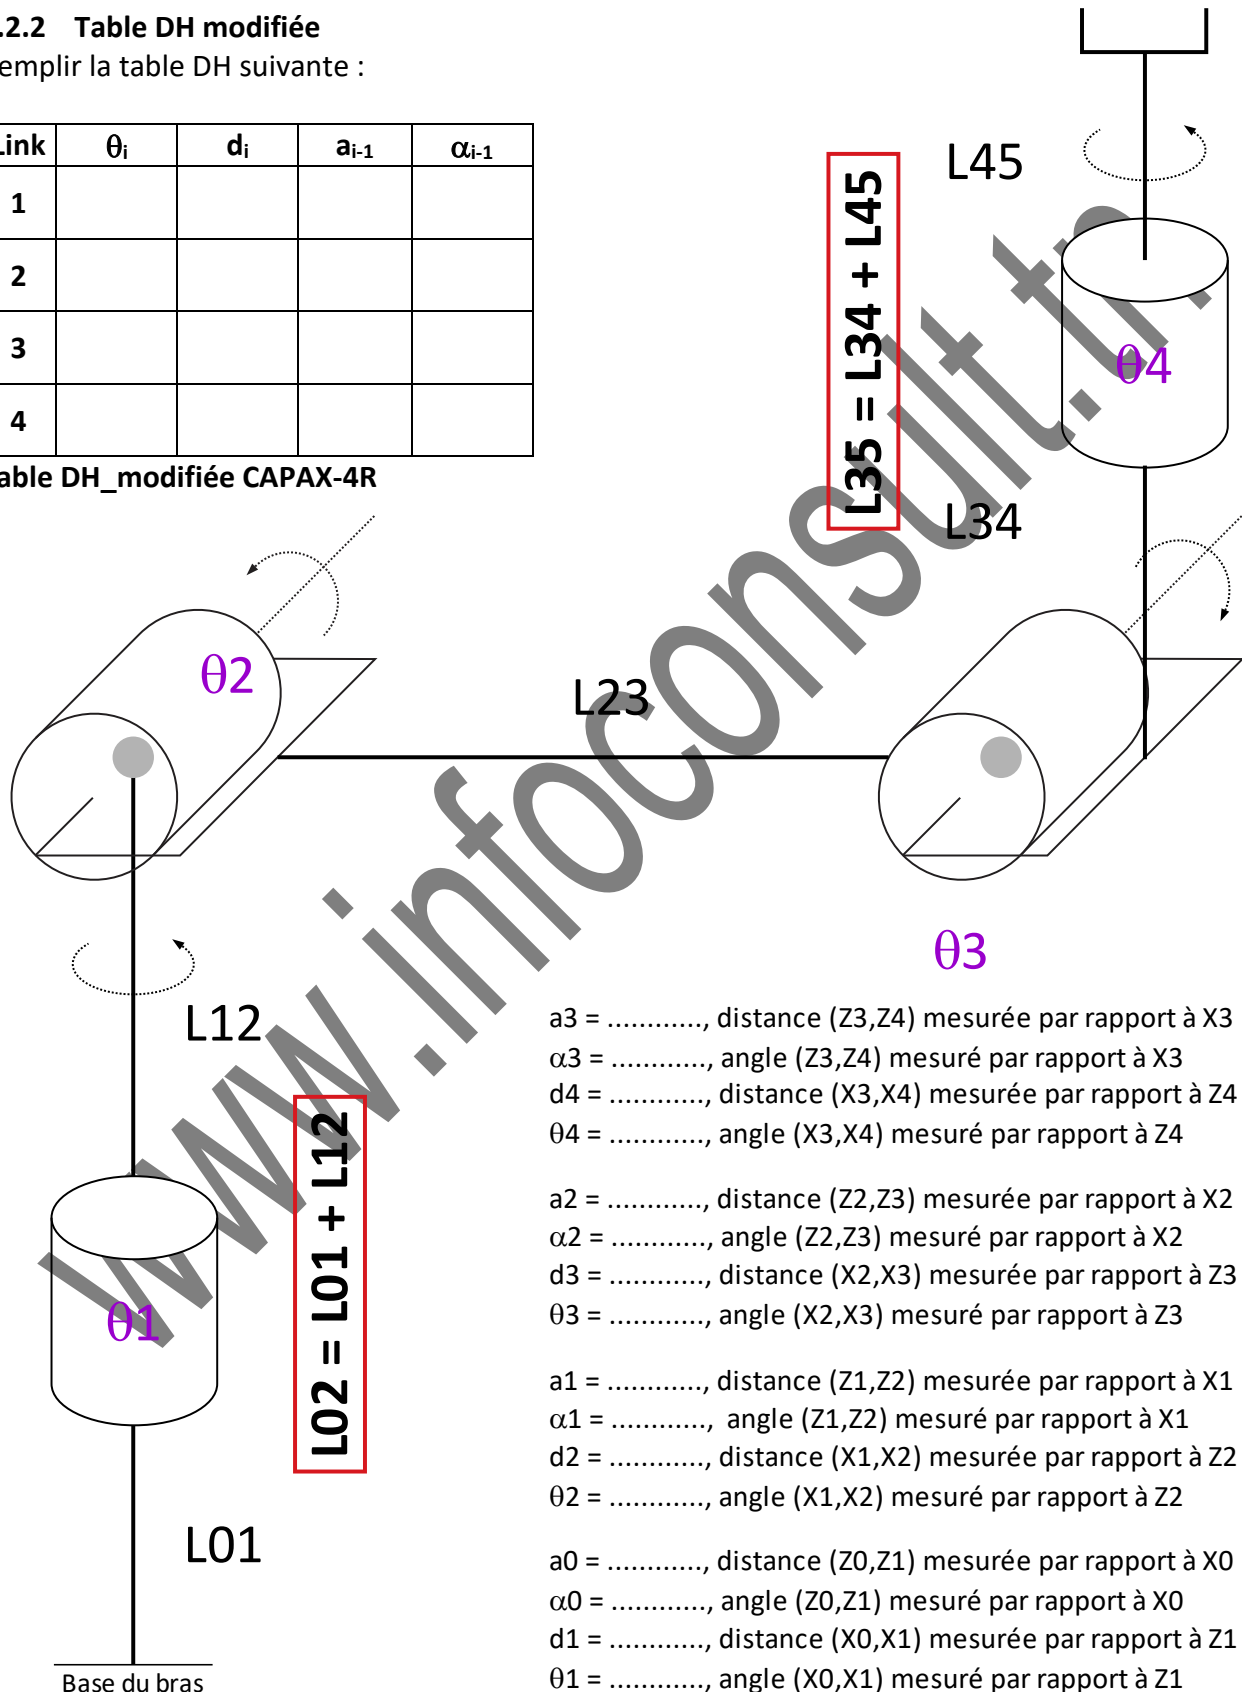 .2.2 Table DH modifiée
emplir la table DH suivante :
Link θi di ai-1 αi-1
1
2
3
4
able DH_modifiée CAPAX-4R
L45
L35 = L34 + L45
θ4
L34
θ2
L23
θ3
L12
L02 = L01 + L12
θ1
L01
Base du bras
a3 = ............, distance (Z3,Z4) mesurée par rapport à X3
α3 = ............, angle (Z3,Z4) mesuré par rapport à X3
d4 = ............, distance (X3,X4) mesurée par rapport à Z4
θ4 = ............, angle (X3,X4) mesuré par rapport à Z4
a2 = ............, distance (Z2,Z3) mesurée par rapport à X2
α2 = ............, angle (Z2,Z3) mesuré par rapport à X2
d3 = ............, distance (X2,X3) mesurée par rapport à Z3
θ3 = ............, angle (X2,X3) mesuré par rapport à Z3
a1 = ............, distance (Z1,Z2) mesurée par rapport à X1
α1 = ............, angle (Z1,Z2) mesuré par rapport à X1
d2 = ............, distance (X1,X2) mesurée par rapport à Z2
θ2 = ............, angle (X1,X2) mesuré par rapport à Z2
a0 = ............, distance (Z0,Z1) mesurée par rapport à X0
α0 = ............, angle (Z0,Z1) mesuré par rapport à X0
d1 = ............, distance (X0,X1) mesurée par rapport à Z1
θ1 = ............, angle (X0,X1) mesuré par rapport à Z1
www.infoconsult.